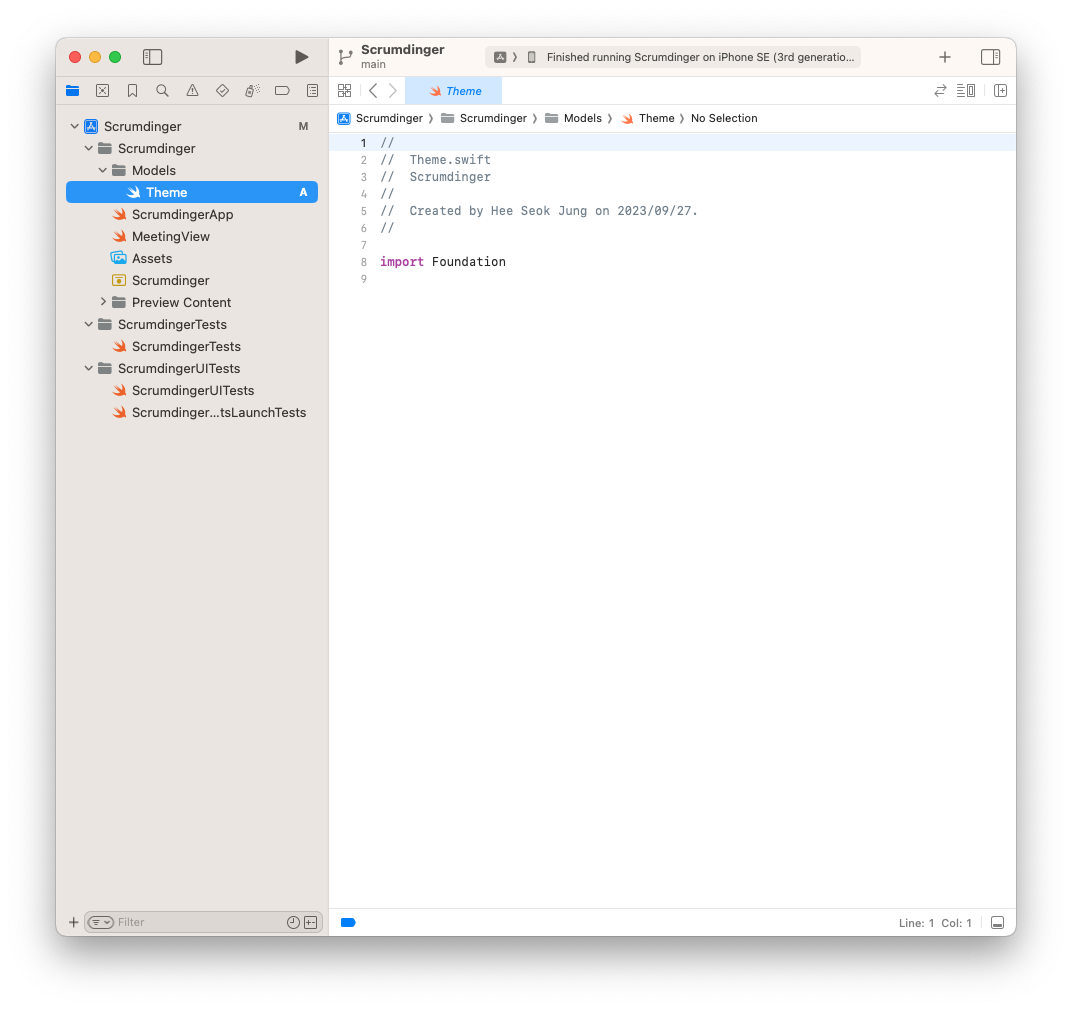 Scrumdinger
main
Finished running Scrumdinger on iPhone SE (3rd generatio...
Theme
Scrumdinger M
Scrumdinger
Models
Theme A
ScrumdingerApp
MeetingView
Assets
Scrumdinger
Preview Content
ScrumdingerTests
ScrumdingerTests
ScrumdingerUITests
ScrumdingerUITests
Scrumdinger...tsLaunchTests
Filter
Scrumdinger 〉 Scrumdinger 〉 Models 〉 Theme 〉 No Selection
1 //
2 //  Theme.swift
3 //  Scrumdinger
4 //
5 //  Created by Hee Seok Jung on 2023/09/27.
6 //
7
8 import Foundation
9
Line: 1 Col: 1